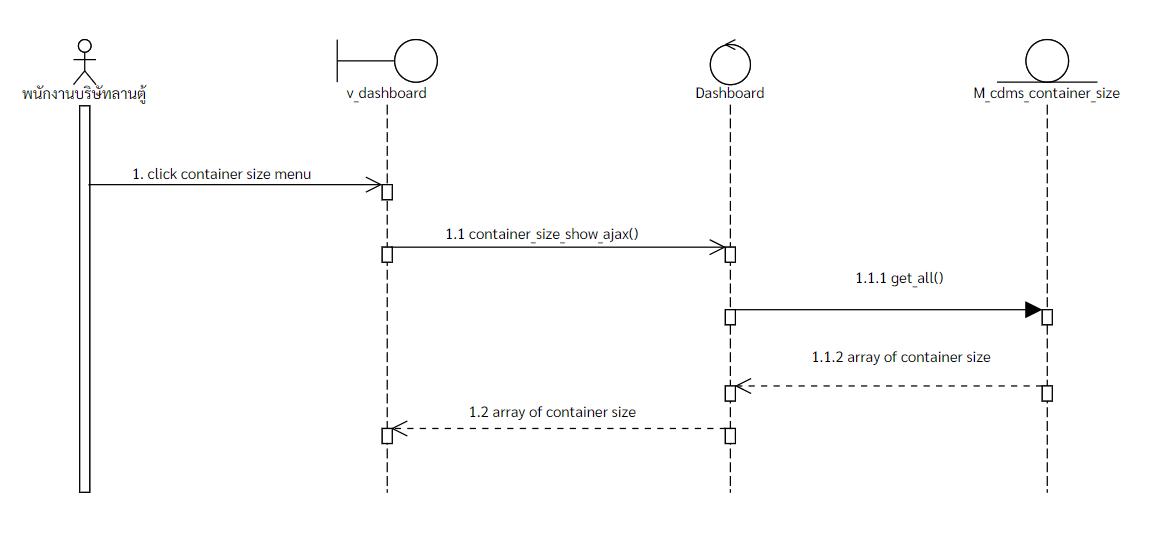 พนักงานบริษัทลานตู้
v_dashboard
Dashboard
M_cdms_container_size
1. click container size menu
1.1 container_size_show_ajax()
1.1.1 get_all()
1.1.2 array of container size
1.2 array of container size